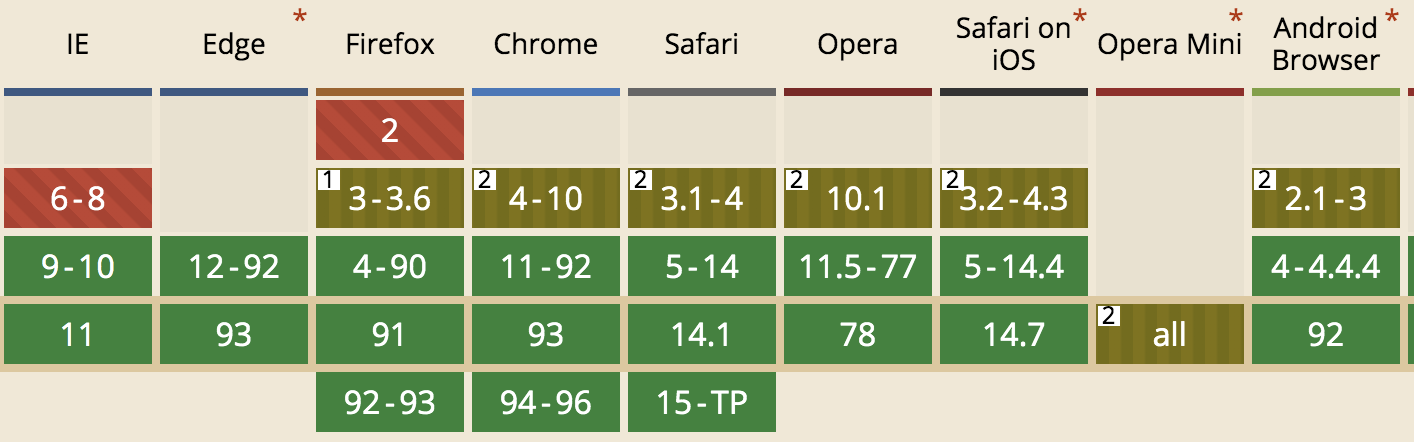 IE Edge * Firefox Chrome Safari Opera Safari on iOS * Opera Mini * Android Browser *
2
6-8 1 3-3.6 2 4-10 2 3.1-4 2 10.1 2 3.2-4.3 2 2.1-3
9-10 12-92 4-90 11-92 5-14 11.5-77 5-14.4 4-4.4.4
11 93 91 93 14.1 78 14.7 2 all 92
92-93 94-96 15-TP